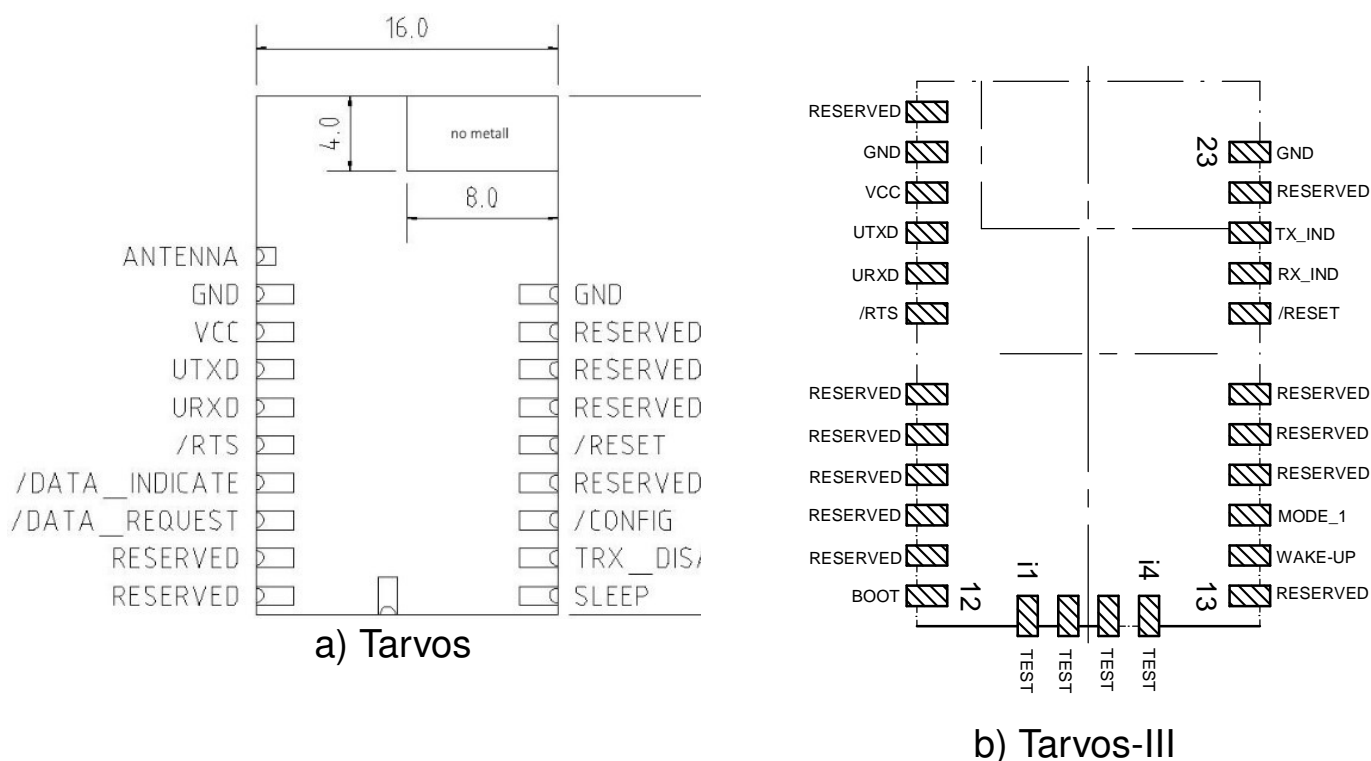 16.0
4.0
no metall
8.0
ANTENNA
GND
VCC
UTXD
URXD
/RTS
/DATA_INDICATE
/DATA_REQUEST
RESERVED
RESERVED
GND
RESERVED
RESERVED
RESERVED
/RESET
RESERVED
/CONFIG
TRX_DISA
SLEEP
a) Tarvos
RESERVED
GND
VCC
UTXD
URXD
/RTS
RESERVED
RESERVED
RESERVED
RESERVED
RESERVED
BOOT
12
i1
i4
13
23
GND
RESERVED
TX_IND
RX_IND
/RESET
RESERVED
RESERVED
RESERVED
MODE_1
WAKE-UP
RESERVED
TEST
TEST
TEST
TEST
b) Tarvos-III